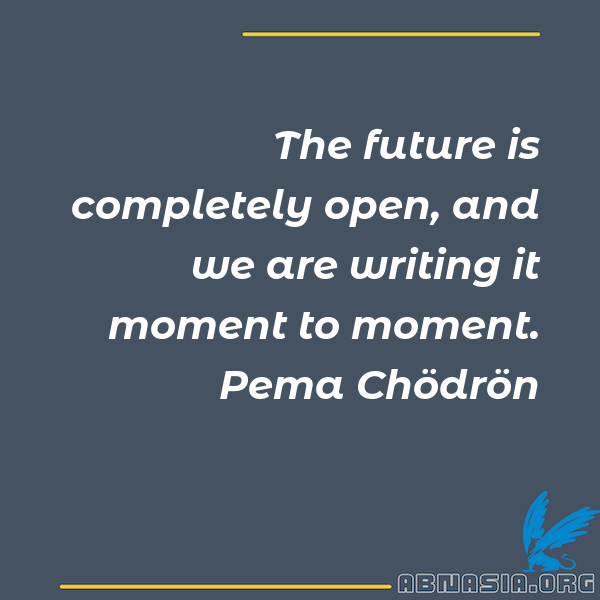 The future is
completely open, and
we are writing it
moment to moment.
Pema Chödrön
ABNASIA.ORG